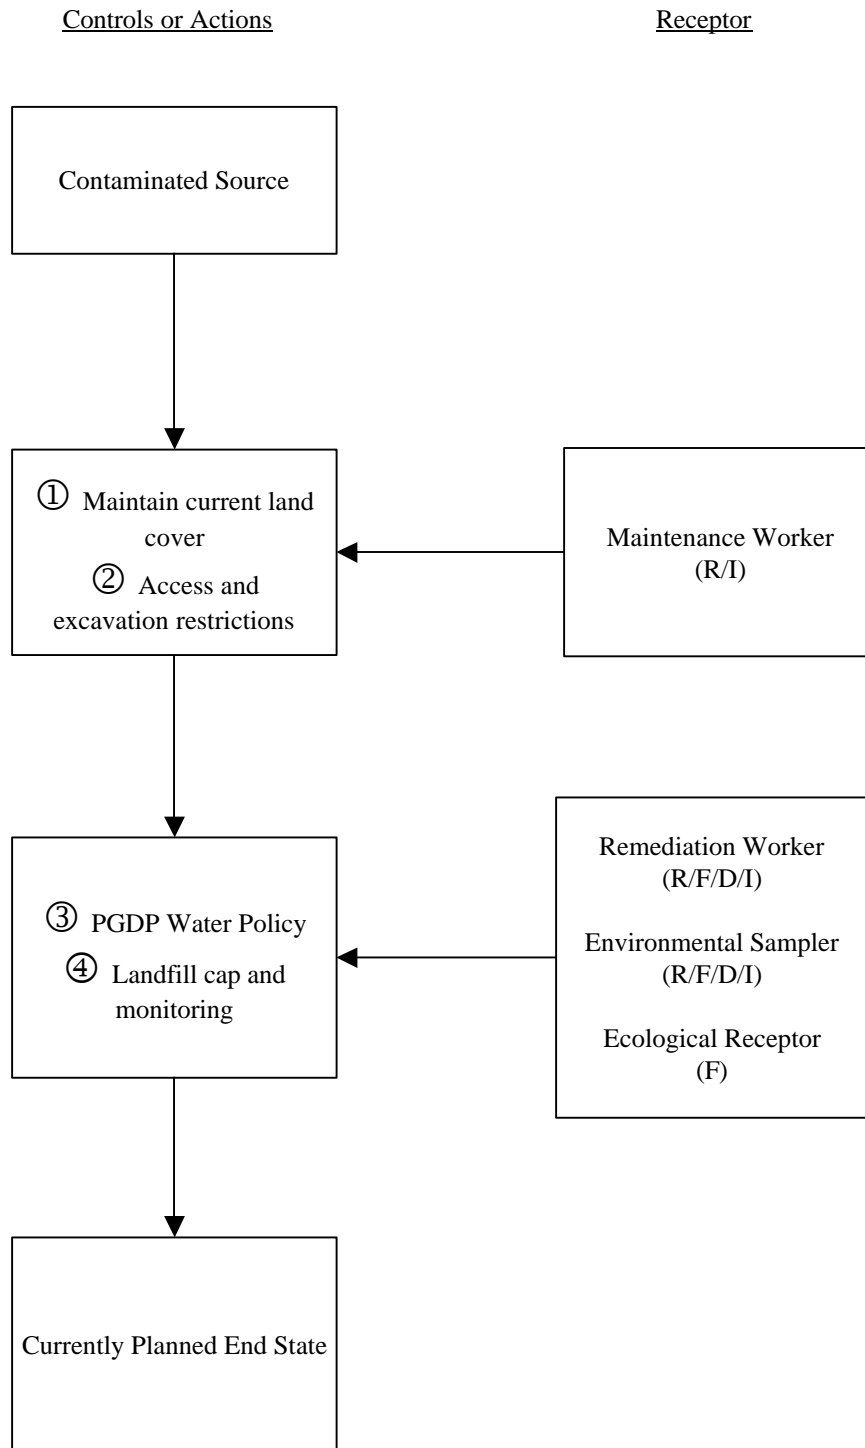 Controls or Actions
Receptor
Contaminated Source
① Maintain current land
cover
② Access and
excavation restrictions
Maintenance Worker
(R/I)
③ PGDP Water Policy
④ Landfill cap and
monitoring
Remediation Worker
(R/F/D/I)
Environmental Sampler
(R/F/D/I)
Ecological Receptor
(F)
Currently Planned End State